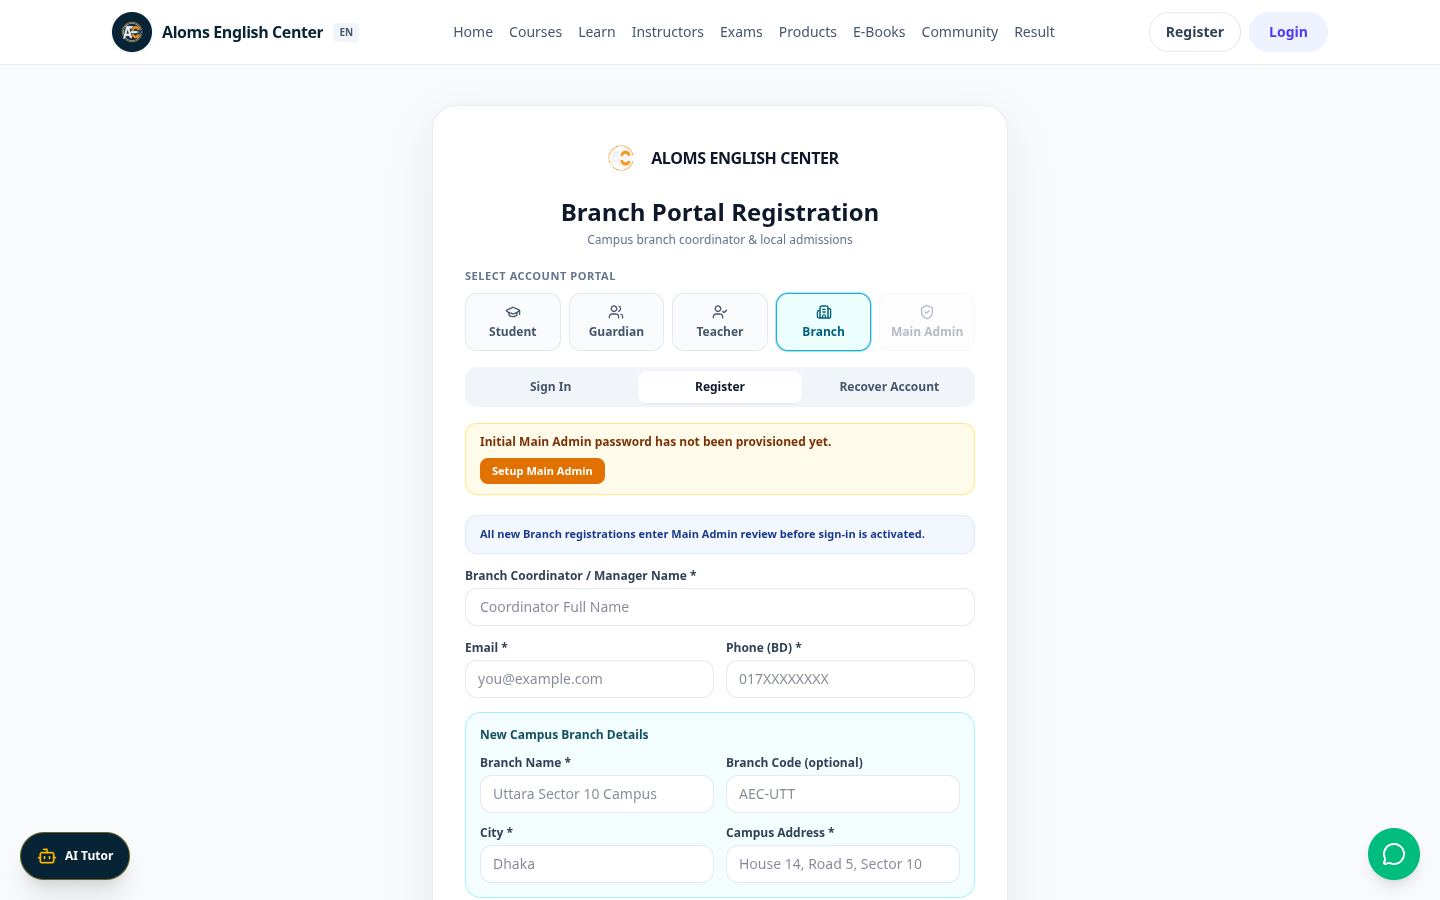 Aloms English Center EN Home Courses Learn Instructors Exams Products E-Books Community Result Register Login
ALOMS ENGLISH CENTER
Branch Portal Registration
Campus branch coordinator & local admissions
SELECT ACCOUNT PORTAL
Student Guardian Teacher Branch Main Admin
Sign In Register Recover Account
Initial Main Admin password has not been provisioned yet.
Setup Main Admin
All new Branch registrations enter Main Admin review before sign-in is activated.
Branch Coordinator / Manager Name *
Coordinator Full Name
Email * Phone (BD) *
you@example.com 017XXXXXXXX
New Campus Branch Details
Branch Name * Branch Code (optional)
Uttara Sector 10 Campus AEC-UTT
City * Campus Address *
Dhaka House 14, Road 5, Sector 10
AI Tutor